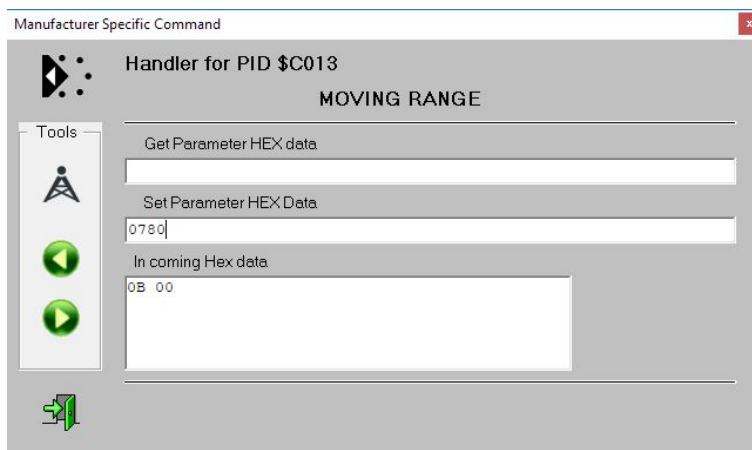 Manufacturer Specific Command
x
Handler for PID $C013
MOVING RANGE
Tools
Get Parameter HEX data
Set Parameter HEX Data
0780
In coming Hex data
0B 00